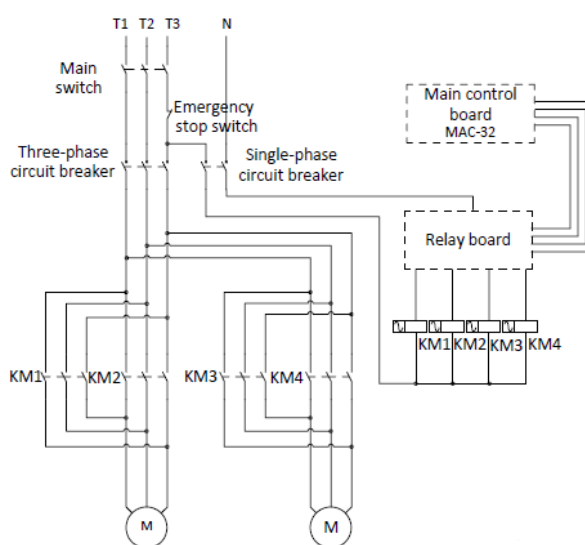 T1 T2 T3 N
Main
switch
Emergency
stop switch
Main control
board
MAC-32
Three-phase
circuit breaker
Single-phase
circuit breaker
Relay board
KM1 KM2 KM3 KM4
KM1 KM2 KM3 KM4
M M